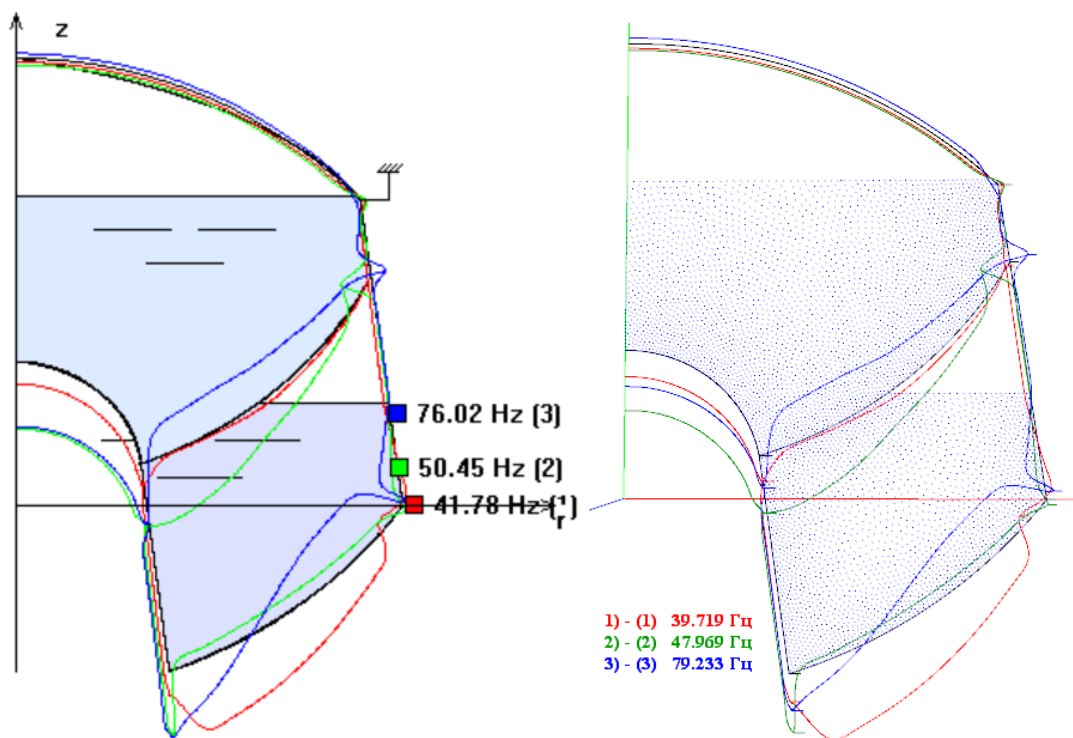 z
76.02 Hz (3)
50.45 Hz (2)
41.78 Hz (1)
r
1) - (1) 39.719 Гц
2) - (2) 47.969 Гц
3) - (3) 79.233 Гц